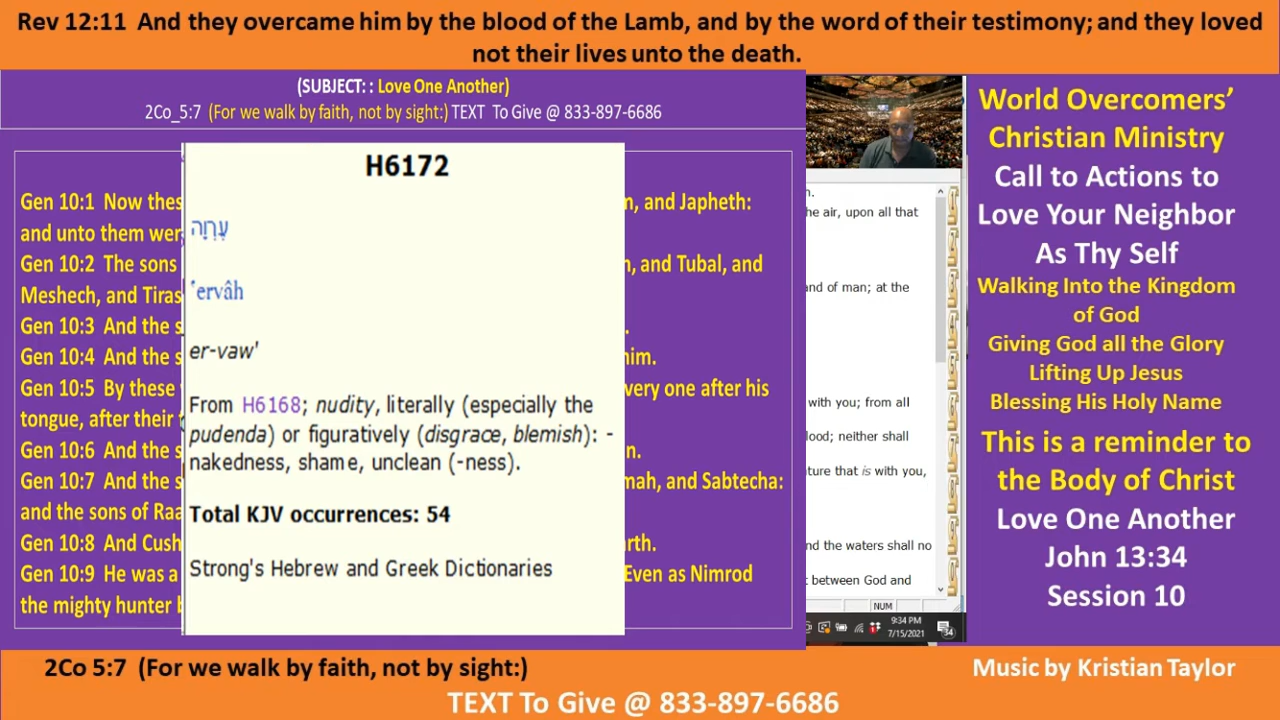 Rev 12:11 And they overcame him by the blood of the Lamb, and by the word of their testimony; and they loved
not their lives unto the death.
(SUBJECT: : Love One Another)
2Co_5:7 (For we walk by faith, not by sight:) TEXT To Give @ 833-897-6686
H6172
עֶרְוָה
‛ervâh
er-vaw'
From H6168; nudity, literally (especially the
pudenda) or figuratively (disgrace, blemish): -
nakedness, shame, unclean (-ness).
Total KJV occurrences: 54
Strong's Hebrew and Greek Dictionaries
Gen 10:1 Now
and Japheth:
and unto them
Gen 10:2 The sons
and Tubal, and
Meshech, and Tiras
Gen 10:3 And the
Gen 10:4 And the
Gen 10:5 By these
one after his
tongue, after their
Gen 10:6 And the
Gen 10:7 And the
and Sabtecha:
and the sons of
Gen 10:8 And Cush
Gen 10:9 He was a
Even as Nimrod
the mighty hunter
air, upon all that
of man; at the
with you; from all
neither shall
that is with you,
the waters shall no
between God and
NUM
9:34 PM
7/15/2021
34
World Overcomers’
Christian Ministry
Call to Actions to
Love Your Neighbor
As Thy Self
Walking Into the Kingdom
of God
Giving God all the Glory
Lifting Up Jesus
Blessing His Holy Name
This is a reminder to
the Body of Christ
Love One Another
John 13:34
Session 10
2Co 5:7 (For we walk by faith, not by sight:)
Music by Kristian Taylor
TEXT To Give @ 833-897-6686